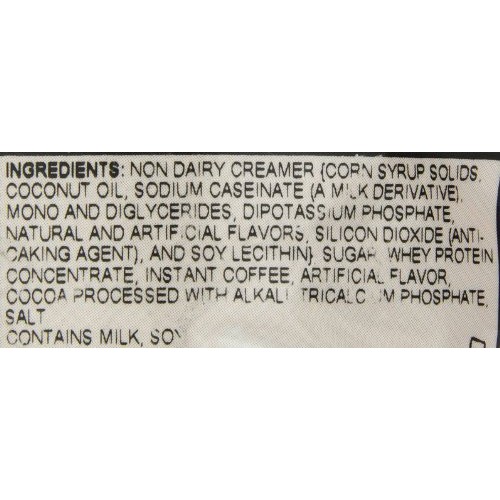 INGREDIENTS: NON DAIRY CREAMER {CORN SYRUP SOLIDS,
COCONUT OIL, SODIUM CASEINATE (A MILK DERIVATIVE),
MONO AND DIGLYCERIDES, DIPOTASSIUM PHOSPHATE,
NATURAL AND ARTIFICIAL FLAVORS, SILICON DIOXIDE (ANTI-
CAKING AGENT), AND SOY LECITHIN}, SUGAR, WHEY PROTEIN
CONCENTRATE, INSTANT COFFEE, ARTIFICIAL FLAVOR,
COCOA PROCESSED WITH ALKALI, TRICALCIUM PHOSPHATE,
SALT
CONTAINS MILK, SOY